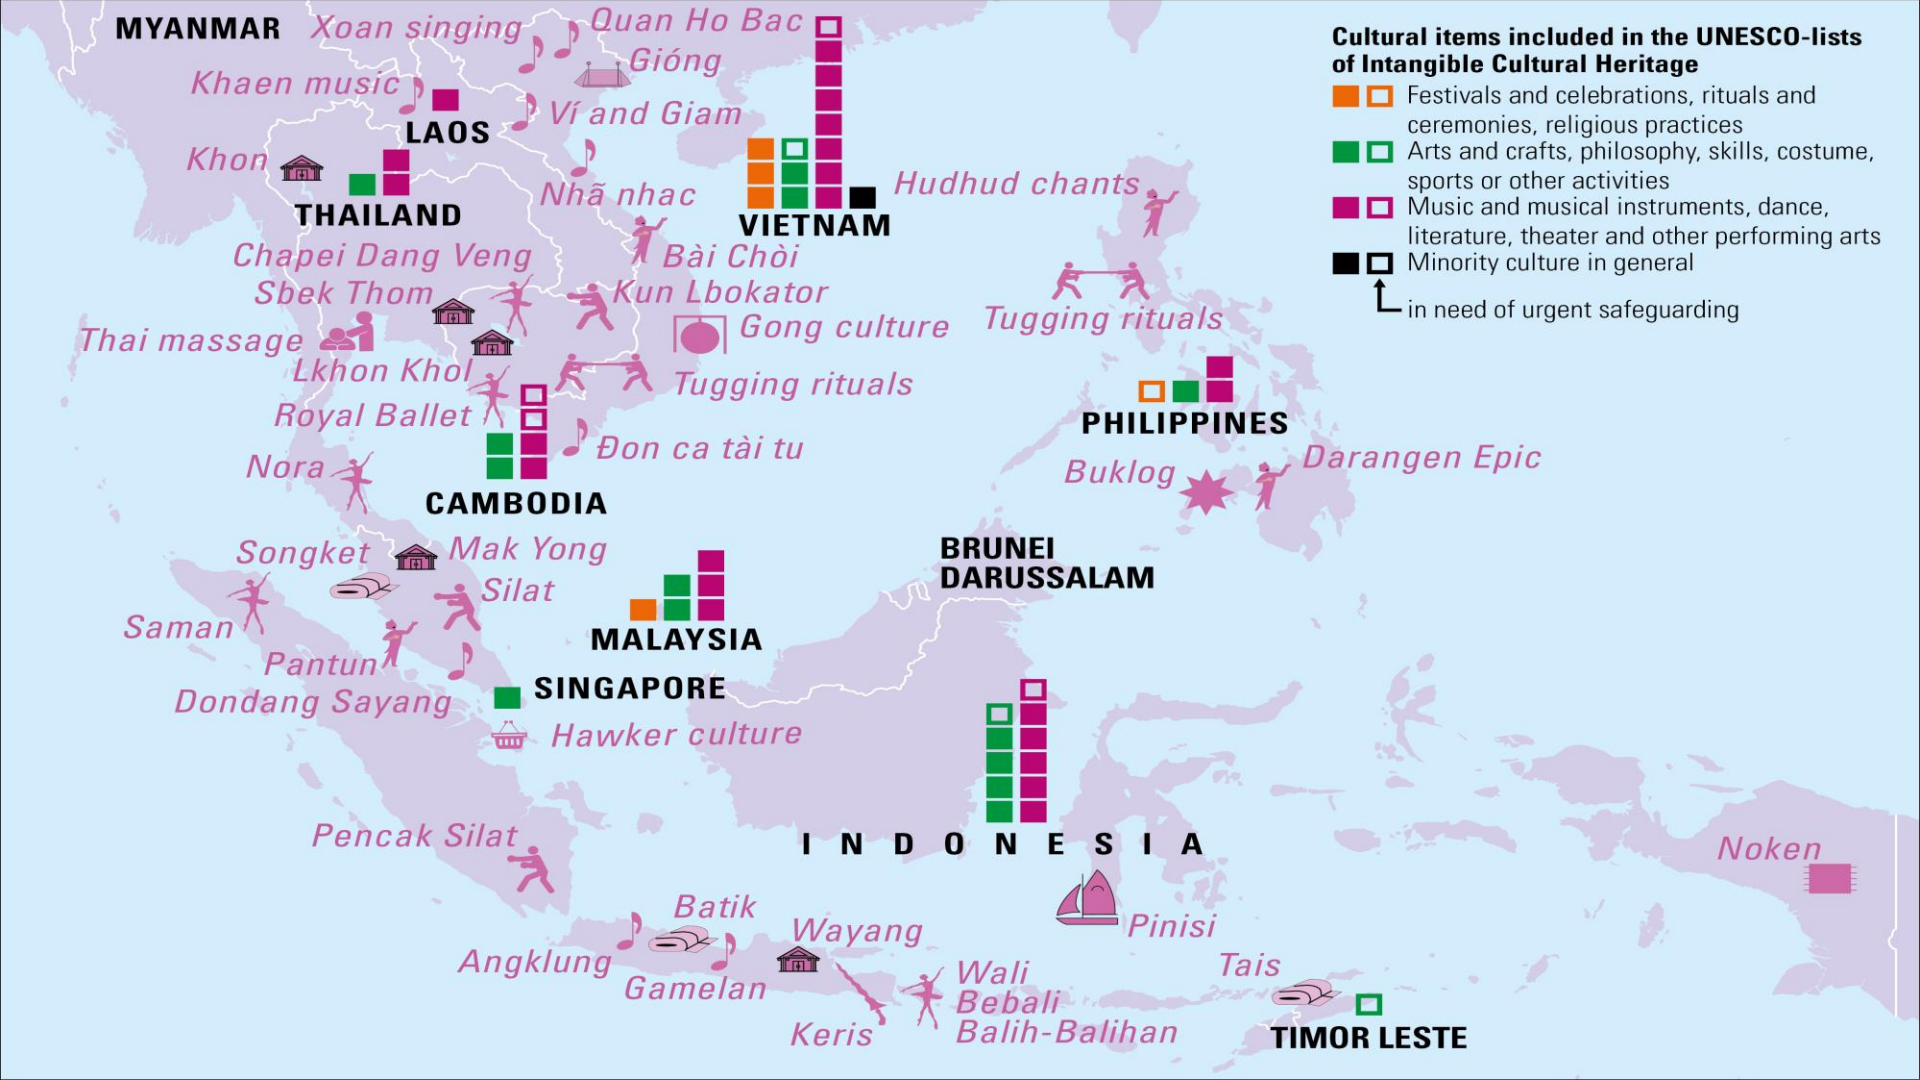 MYANMAR
Xoan singing
Quan Ho Bac
Gióng
Khaen music
LAOS
Ví and Giam
Khon
THAILAND
Nhã nhac
VIETNAM
Hudhud chants
Chapei Dang Veng
Bài Chòi
Sbek Thom
Kun Lbokator
Thai massage
Gong culture
Tugging rituals
Lkhon Khol
Tugging rituals
Royal Ballet
PHILIPPINES
Nora
Đon ca tài tu
Buklog
Darangen Epic
CAMBODIA
Songket
Mak Yong
Silat
BRUNEI
DARUSSALAM
Saman
MALAYSIA
Pantun
Dondang Sayang
SINGAPORE
Hawker culture
Pencak Silat
INDONESIA
Noken
Batik
Wayang
Pinisi
Angklung
Gamelan
Wali
Bebali
Balih-Balihan
Keris
Tais
TIMOR LESTE
Cultural items included in the UNESCO-lists
of Intangible Cultural Heritage
Festivals and celebrations, rituals and
ceremonies, religious practices
Arts and crafts, philosophy, skills, costume,
sports or other activities
Music and musical instruments, dance,
literature, theater and other performing arts
Minority culture in general
in need of urgent safeguarding